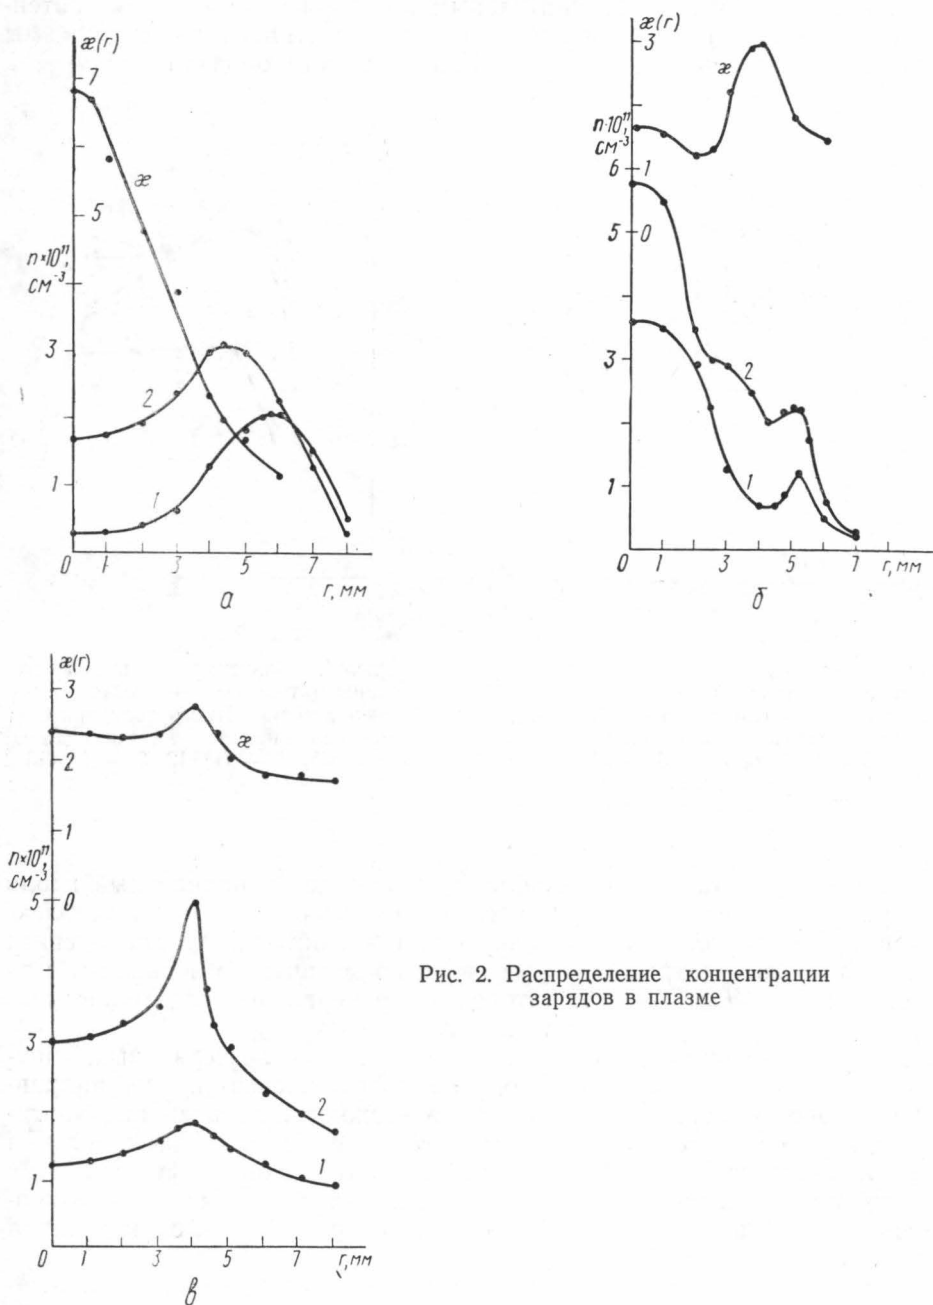 æ(r)
7
æ
5
n×10¹¹,
см⁻³
3
2
1
1
0 1 3 5 7
r, мм
а
æ(r)
3
æ
n·10¹¹,
см⁻³
6 1
5 0
3
2
1
1
0 1 3 5 7 r, мм
б
æ(r)
3
æ
2
1
n×10¹¹,
см⁻³
5 0
3
2
1
1
0 1 3 5 7 r, мм
в
Рис. 2. Распределение концентрации
зарядов в плазме